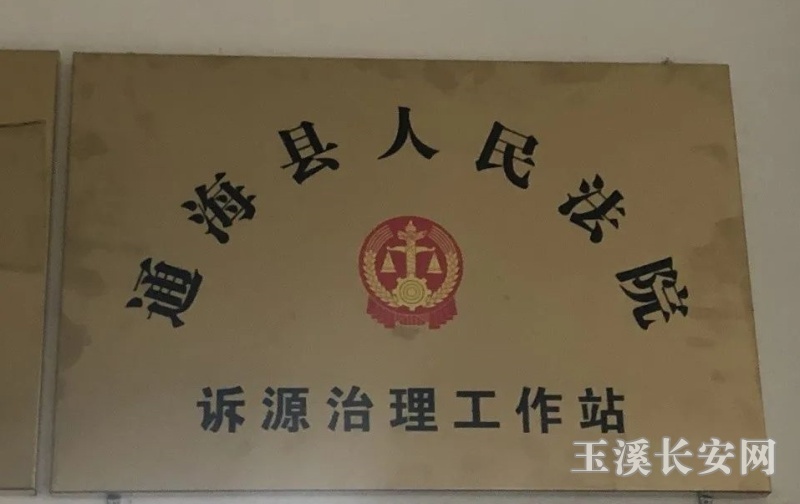 通海县人民法院
诉源治理工作站
玉溪长安网